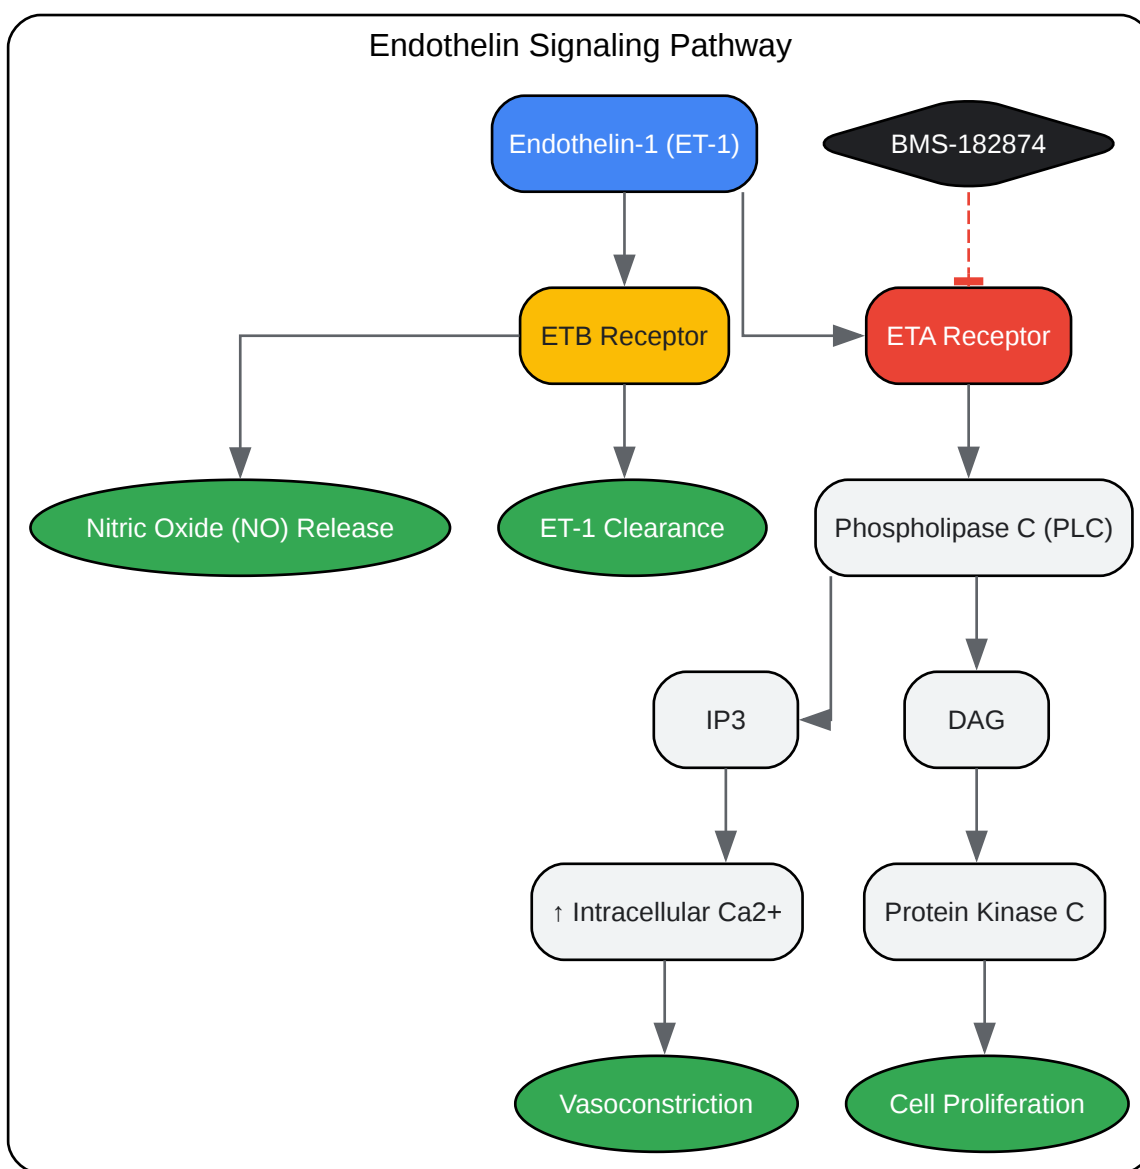 Endothelin Signaling Pathway
Endothelin-1 (ET-1)
BMS-182874
ETB Receptor
ETA Receptor
Nitric Oxide (NO) Release
ET-1 Clearance
Phospholipase C (PLC)
IP3
DAG
↑ Intracellular Ca2+
Protein Kinase C
Vasoconstriction
Cell Proliferation